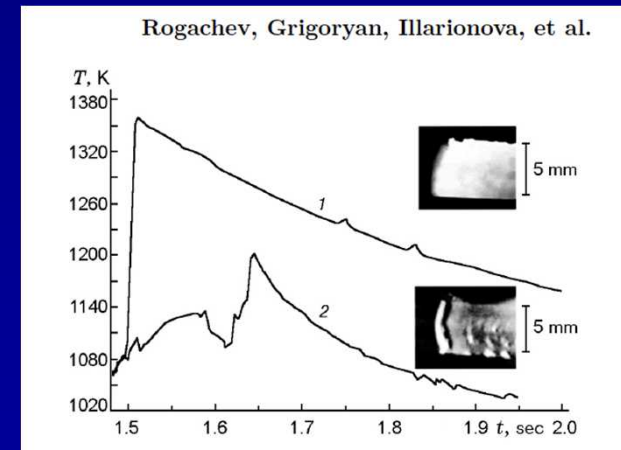 Rogachev, Grigoryan, Illarionova, et al.
T, K
1380
1320
1260
1200
1140
1080
1020
1
2
5 mm
5 mm
1.5 1.6 1.7 1.8 1.9 t, sec 2.0